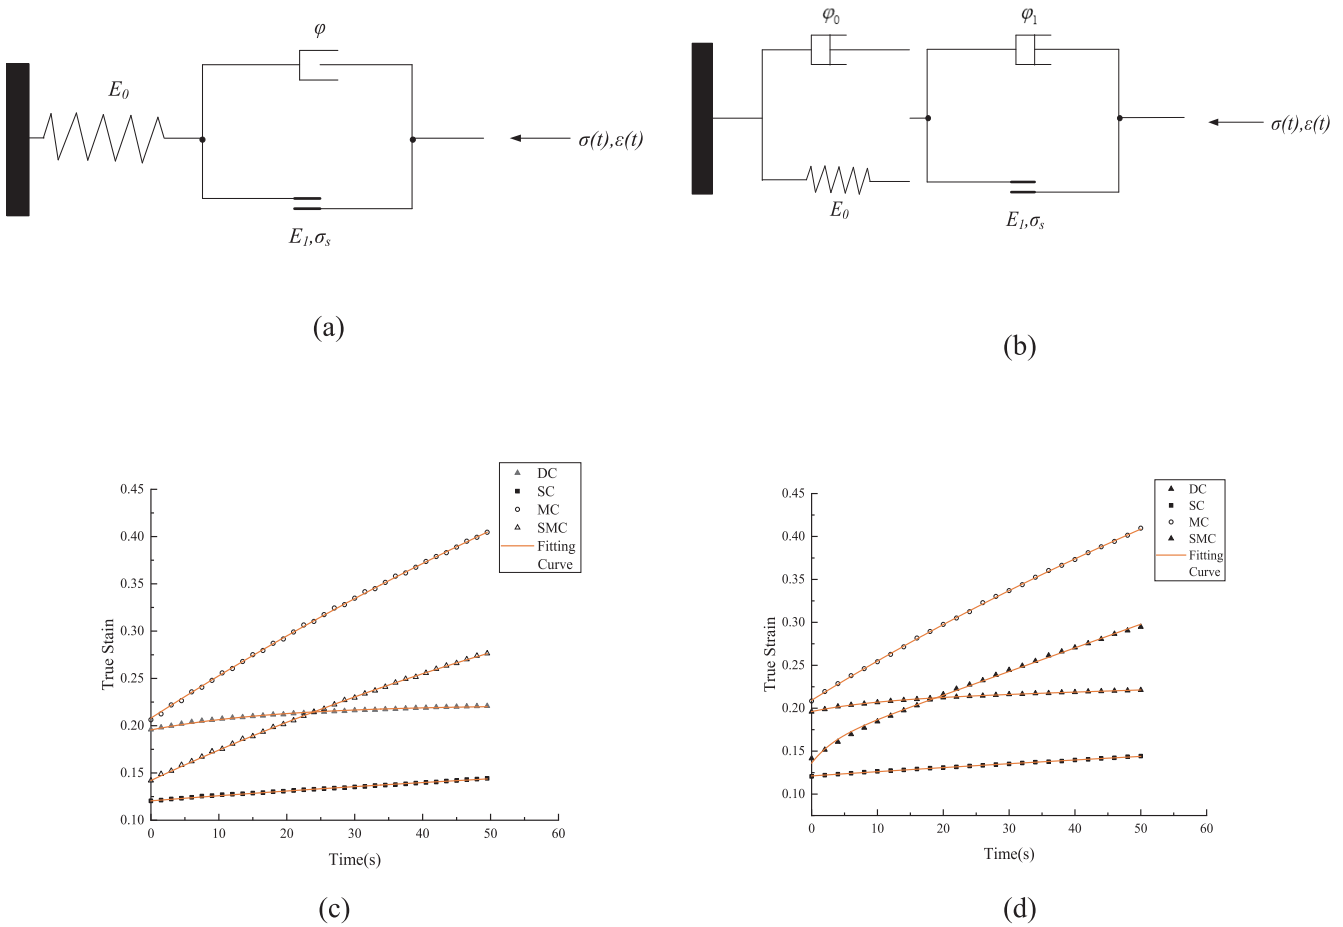 φ
E0
σ(t),ε(t)
E1,σs
(a)
φ0
φ1
σ(t),ε(t)
E0
E1,σs
(b)
DC
SC
MC
SMC
Fitting
Curve
0.45
0.40
0.35
0.30
0.25
0.20
0.15
0.10
True Stain
0 10 20 30 40 50 60
Time(s)
(c)
DC
SC
MC
SMC
Fitting
Curve
0.45
0.40
0.35
0.30
0.25
0.20
0.15
0.10
True Strain
0 10 20 30 40 50 60
Time(s)
(d)